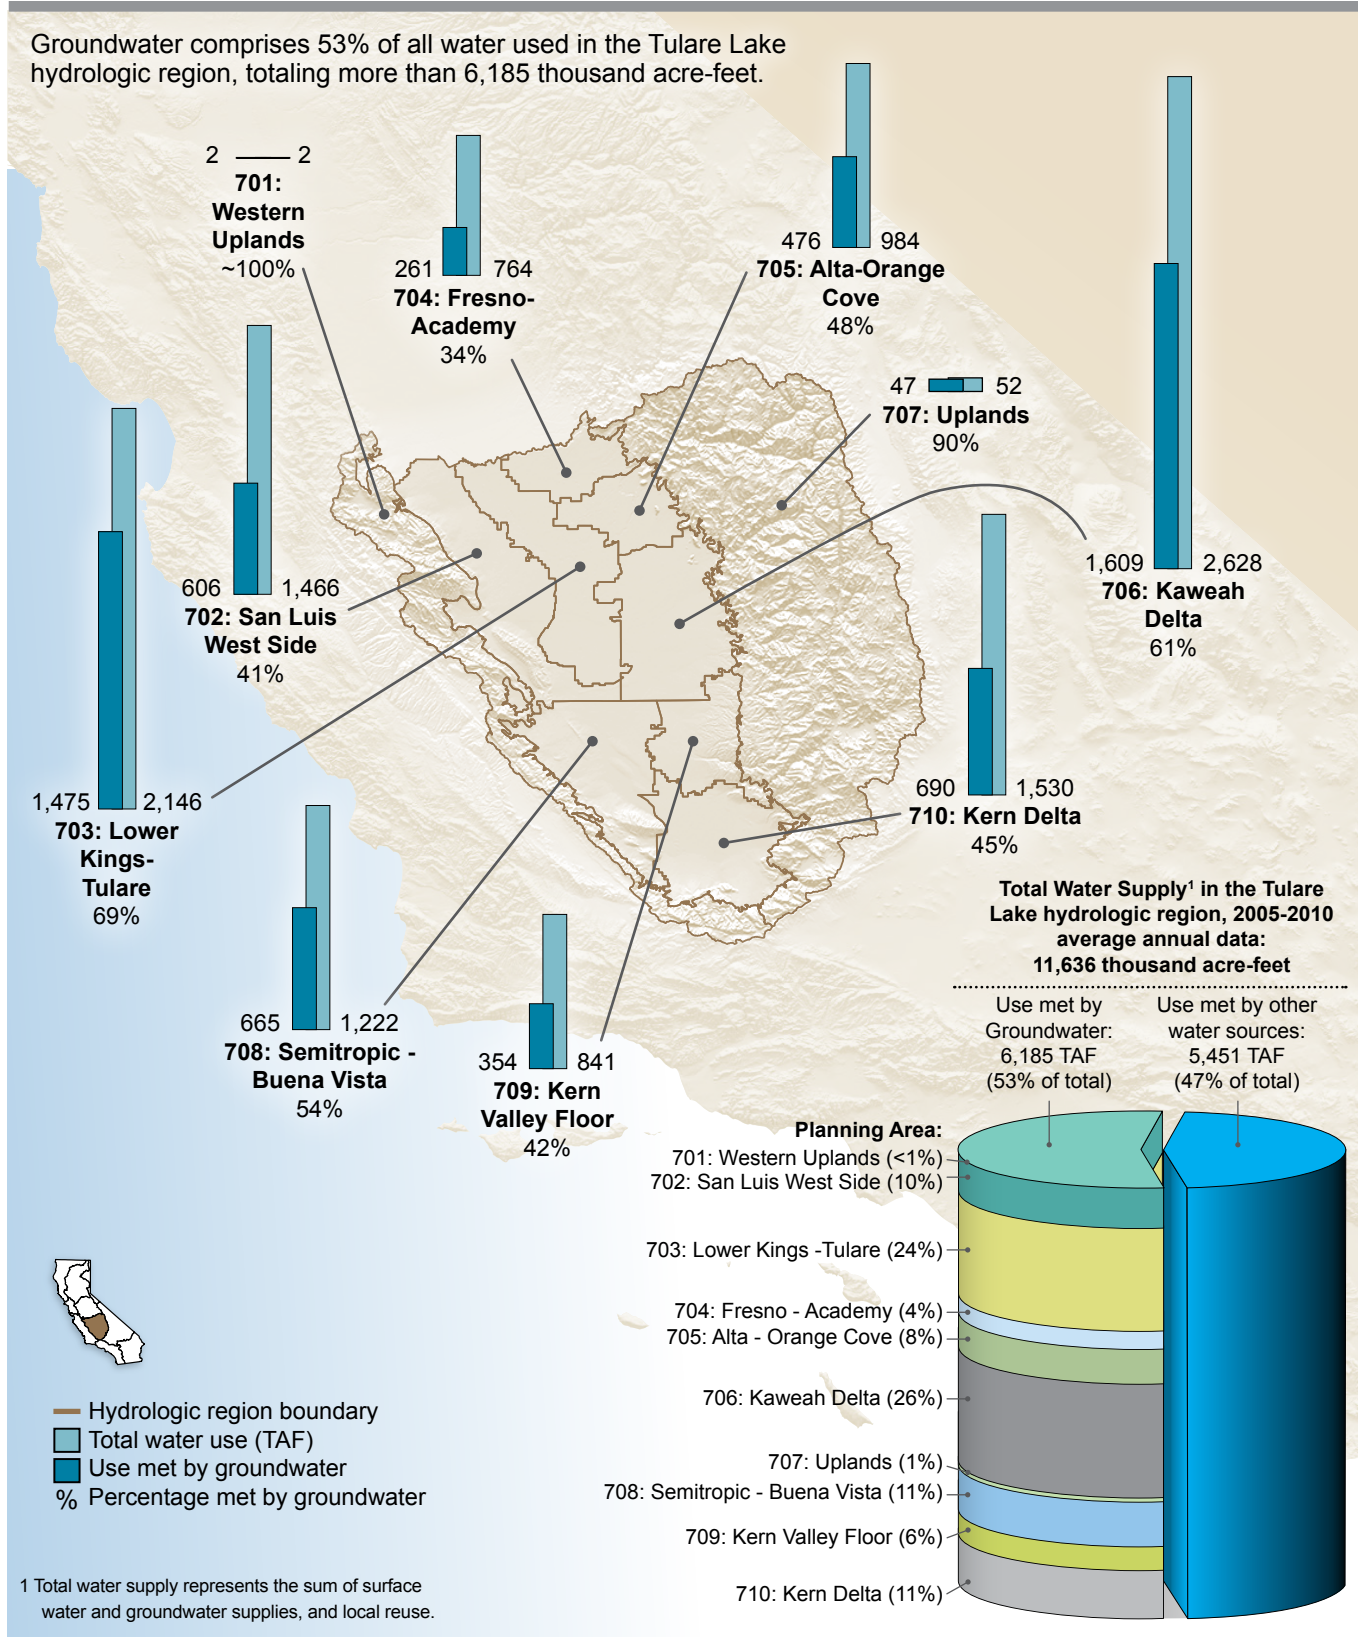 Groundwater comprises 53% of all water used in the Tulare Lake
hydrologic region, totaling more than 6,185 thousand acre-feet.
2 2
701:
Western
Uplands
~100%
261 764
704: Fresno-
Academy
34%
476 984
705: Alta-Orange
Cove
48%
47 52
707: Uplands
90%
1,609 2,628
706: Kaweah
Delta
61%
606 1,466
702: San Luis
West Side
41%
1,475 2,146
703: Lower
Kings-
Tulare
69%
690 1,530
710: Kern Delta
45%
665 1,222
708: Semitropic -
Buena Vista
54%
354 841
709: Kern
Valley Floor
42%
Total Water Supply¹ in the Tulare
Lake hydrologic region, 2005-2010
average annual data:
11,636 thousand acre-feet
Use met by
Groundwater:
6,185 TAF
(53% of total)
Use met by other
water sources:
5,451 TAF
(47% of total)
Planning Area:
701: Western Uplands (<1%)
702: San Luis West Side (10%)
703: Lower Kings -Tulare (24%)
704: Fresno - Academy (4%)
705: Alta - Orange Cove (8%)
706: Kaweah Delta (26%)
707: Uplands (1%)
708: Semitropic - Buena Vista (11%)
709: Kern Valley Floor (6%)
710: Kern Delta (11%)
Hydrologic region boundary
Total water use (TAF)
Use met by groundwater
% Percentage met by groundwater
1 Total water supply represents the sum of surface
water and groundwater supplies, and local reuse.